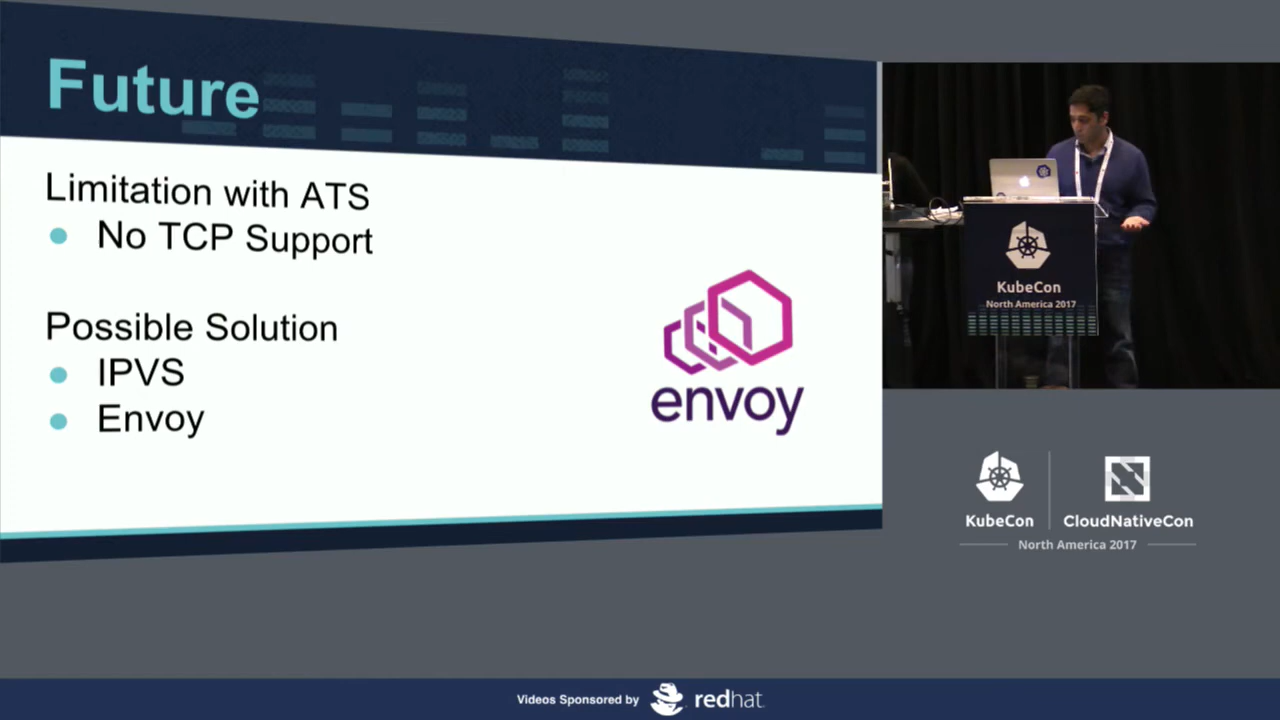 Future
Limitation with ATS
No TCP Support
Possible Solution
IPVS
Envoy
envoy
KubeCon
North America 2017
KubeCon
CloudNativeCon
North America 2017
Videos Sponsored by
redhat